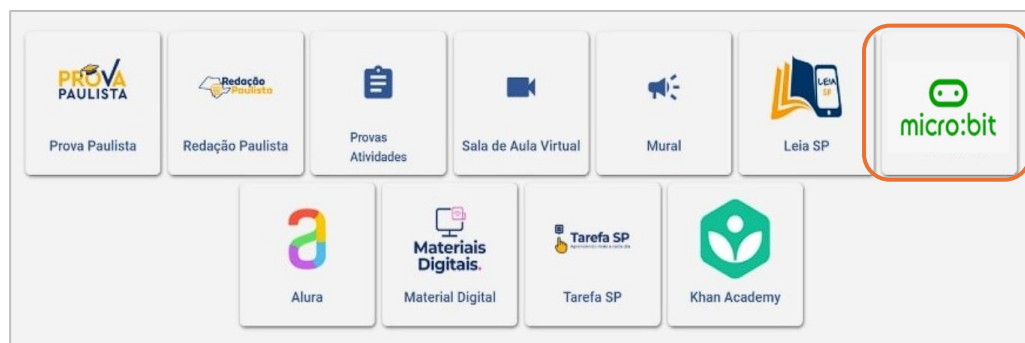 PROVA
PAULISTA
Prova Paulista
Redação
Paulista
Redação Paulista
Provas
Atividades
Sala de Aula Virtual
Mural
LEIA
SP
Leia SP
micro:bit
a
Alura
Materiais
Digitais.
Material Digital
Tarefa SP
Tarefa SP
Khan Academy